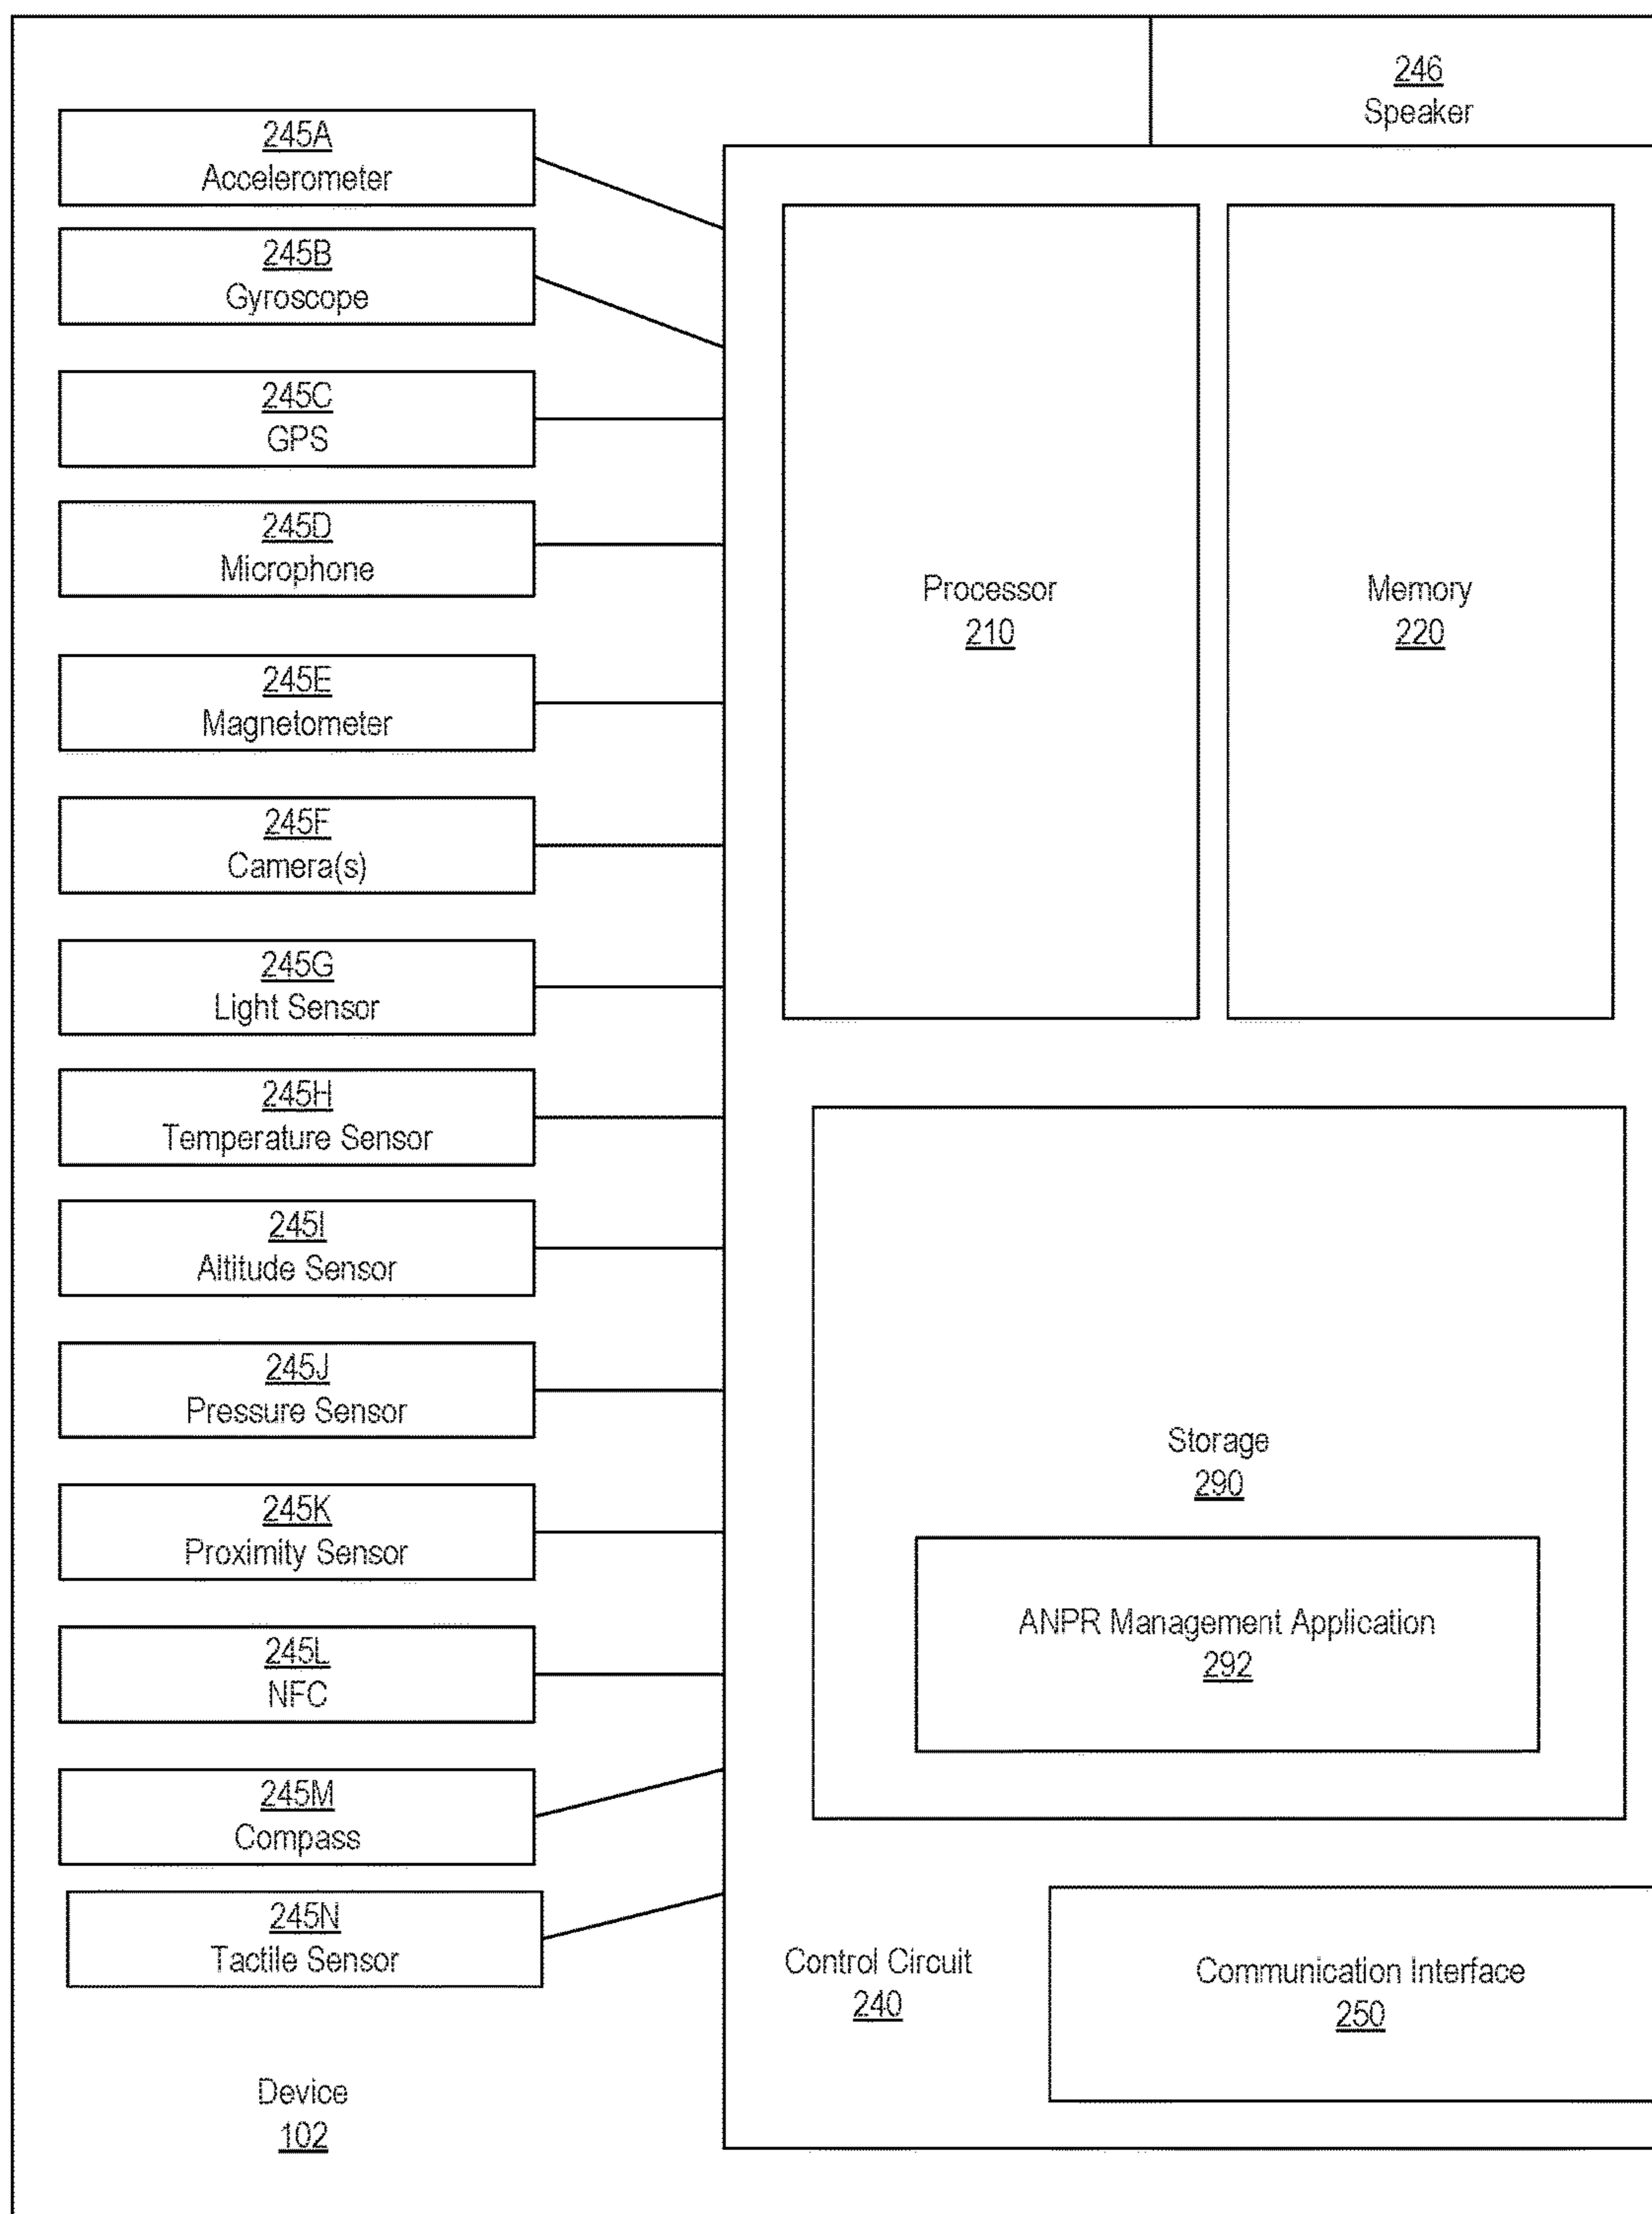 246
Speaker
245A
Accelerometer
245B
Gyroscope
245C
GPS
245D
Microphone
245E
Magnetometer
245F
Camera(s)
245G
Light Sensor
245H
Temperature Sensor
245I
Altitude Sensor
245J
Pressure Sensor
245K
Proximity Sensor
245L
NFC
245M
Compass
245N
Tactile Sensor
Device
102
Processor
210
Memory
220
Storage
290
ANPR Management Application
292
Control Circuit
240
Communication Interface
250